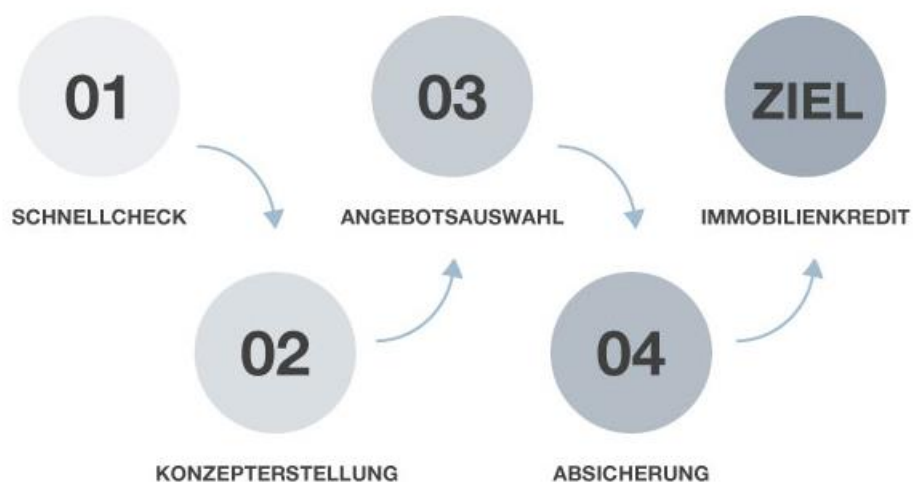 01
SCHNELLCHECK
02
KONZEPTERSTELLUNG
03
ANGEBOTSAUSWAHL
04
ABSICHERUNG
ZIEL
IMMOBILIENKREDIT